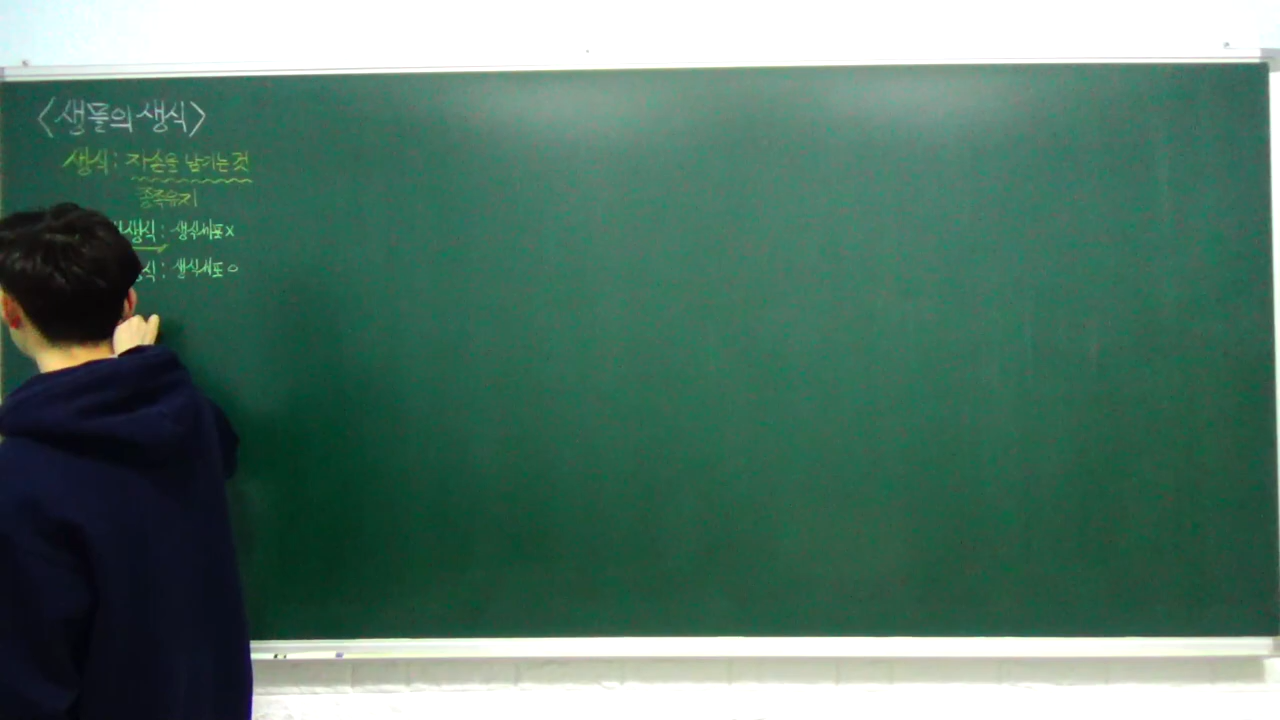 <생물의 생식>
생식 : 자손을 남기는 것
종족유지
생식 : 생식세포 x
식 : 생식세포 o